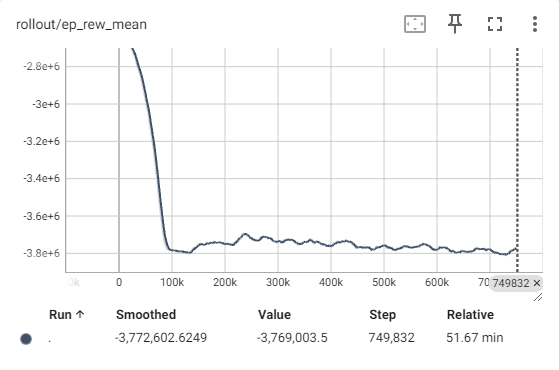 rollout/ep_rew_mean
-2.8e+6
-3e+6
-3.2e+6
-3.4e+6
-3.6e+6
-3.8e+6
0k 0 100k 200k 300k 400k 500k 600k 70 749832 ×
Run ↑ Smoothed Value Step Relative
. -3,772,602.6249 -3,769,003.5 749,832 51.67 min